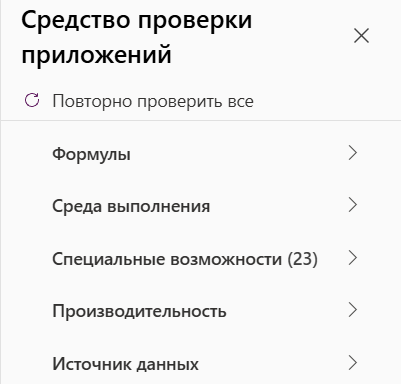 Средство проверки
приложений
Повторно проверить все
Формулы
Среда выполнения
Специальные возможности (23)
Производительность
Источник данных